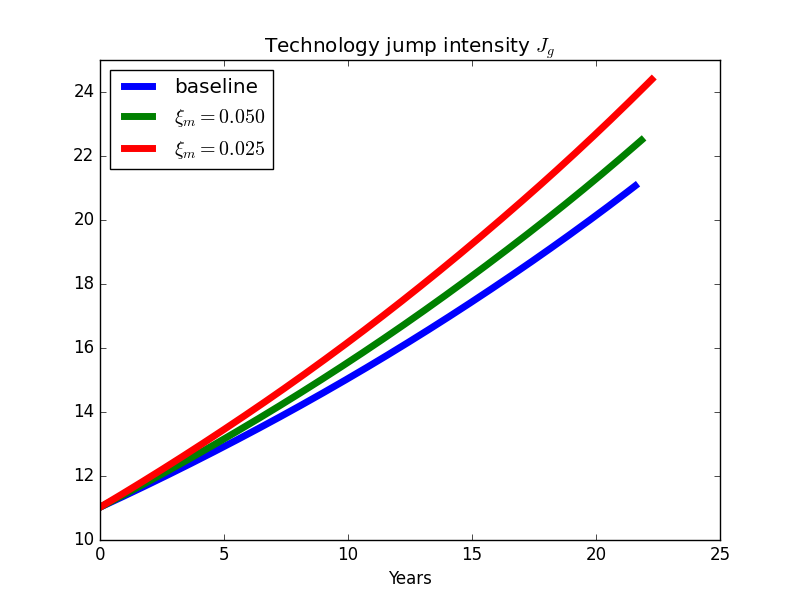 Technology jump intensity $J_g$
baseline
$\xi_m = 0.050$
$\xi_m = 0.025$
24
22
20
18
16
14
12
10
0 5 10 15 20 25
Years